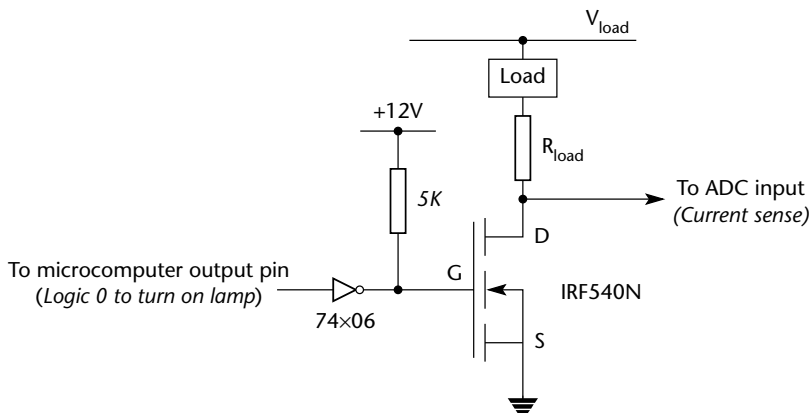 V_load
Load
+12V
R_load
5K
To ADC input
(Current sense)
D
G
To microcomputer output pin
(Logic 0 to turn on lamp)
IRF540N
74×06
S